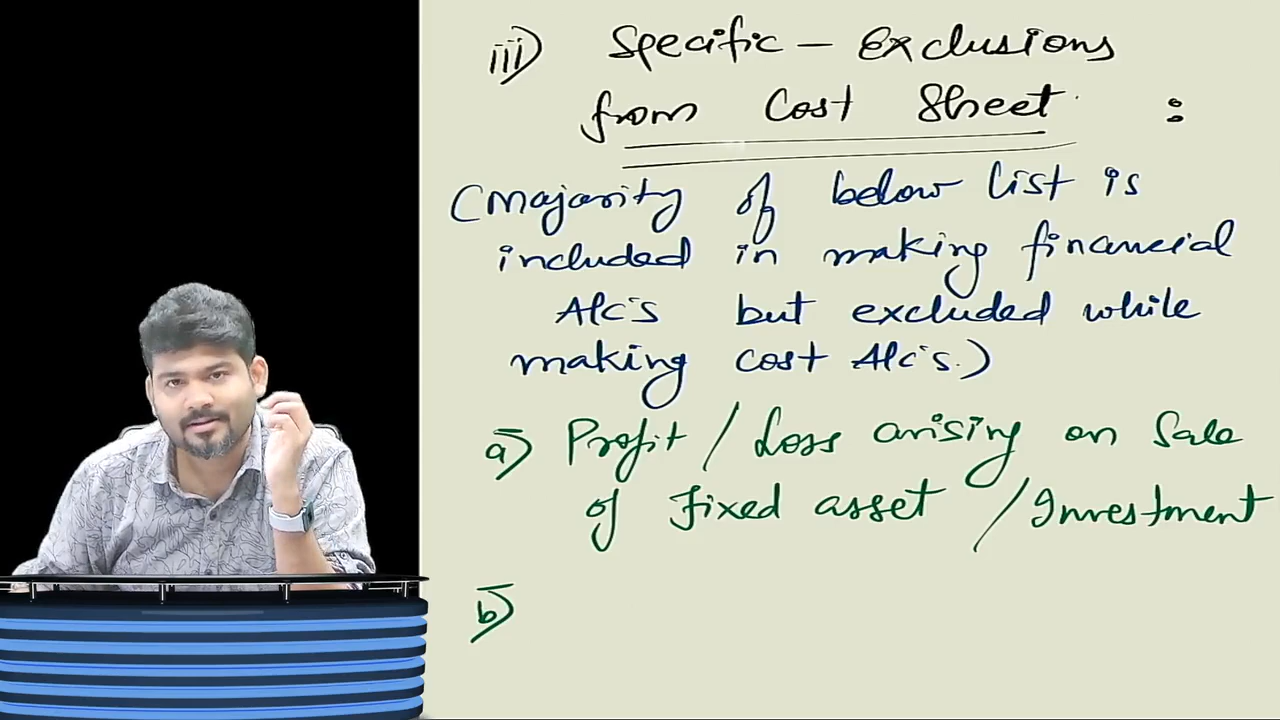 iii) Specific - Exclusions
from Cost Sheet :
(Majority of below list is
included in making financial
A/c's but excluded while
making cost A/c's.)
a) Profit / Loss arising on Sale
of Fixed asset / Investment
b)